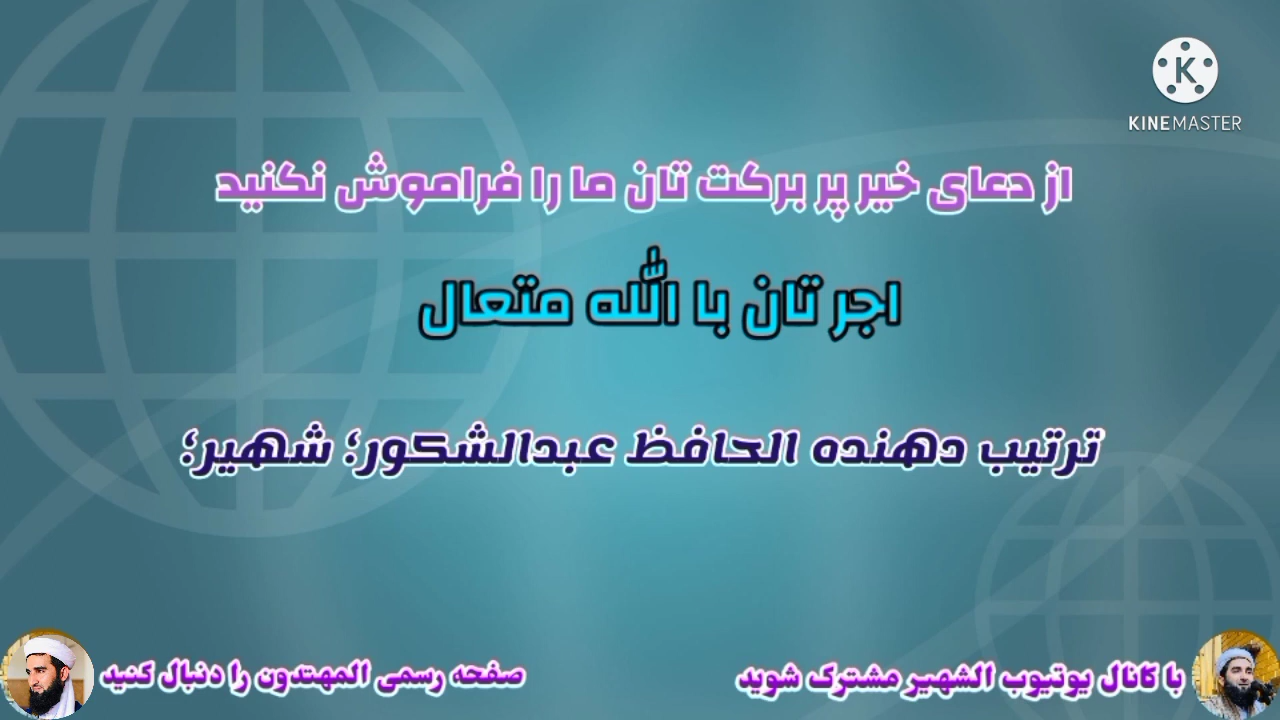 KINEMASTER
از دعای خیر پر برکت تان ما را فراموش نکنید
اجر تان با الله متعال
ترتیب دهنده الحافظ عبدالشکور؛ شهیر؛
با کانال یوتیوب الشهیر مشترک شوید
صفحه رسمی المهتدون را دنبال کنید